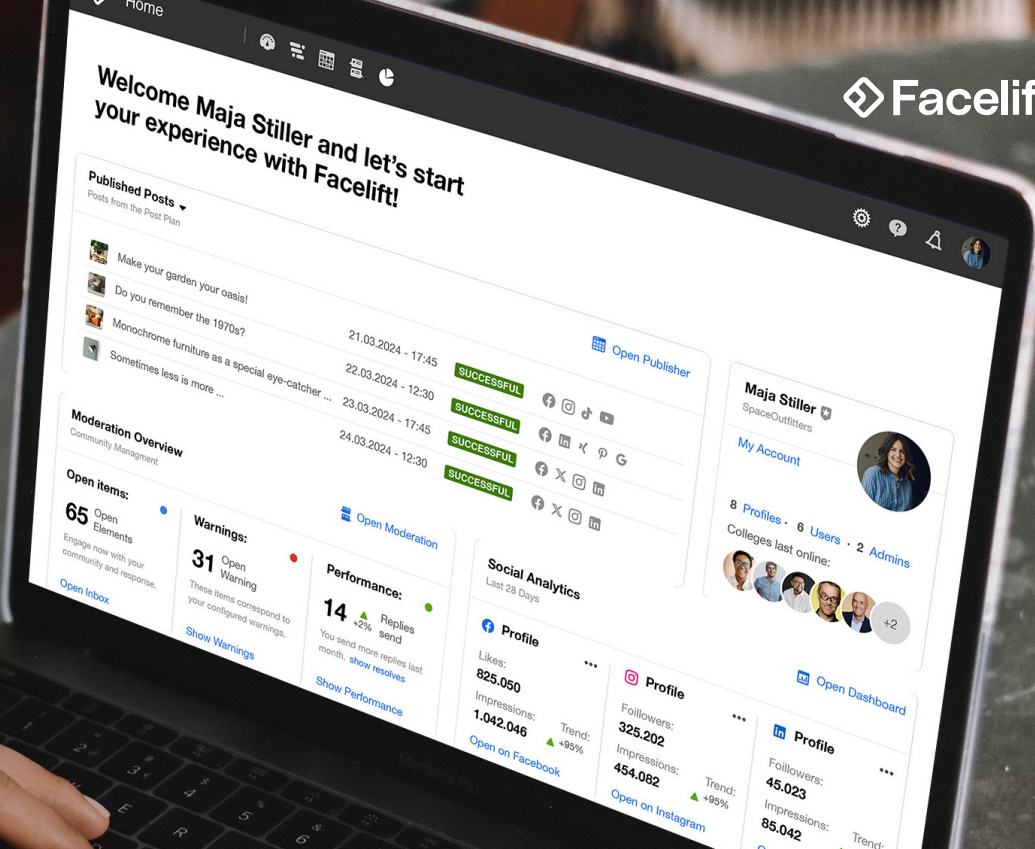 Home
Facelif
Welcome Maja Stiller and let's start
your experience with Facelift!
Published Posts
Posts from the Post Plan
Open Publisher
Make your garden your oasis!
21.03.2024 - 17:45
SUCCESSFUL
Do you remember the 1970s?
22.03.2024 - 12:30
SUCCESSFUL
Monochrome furniture as a special eye-catcher ...
23.03.2024 - 17:45
SUCCESSFUL
Sometimes less is more ...
24.03.2024 - 12:30
SUCCESSFUL
Maja Stiller
SpaceOutfitters
My Account
8 Profiles . 6 Users . 2 Admins
Colleges last online:
+2
Moderation Overview
Community Managment
Open Moderation
Open items:
65 Open
Elements
Engage now with your
community and response.
Open Inbox
Warnings:
31 Open
Warning
These items correspond to
your configured warnings.
Show Warnings
Performance:
14 +2% Replies
send
You send more replies last
month. show resolves
Show Performance
Social Analytics
Last 28 Days
Open Dashboard
Profile
Likes:
825.050
Impressions:
1.042.046
Trend:
+95%
Open on Facebook
Profile
Foillowers:
325.202
Impressions:
454.082
Trend:
+95%
Open on Instagram
Profile
Foillowers:
45.023
Impressions:
85.042
Trend:
2
3
4
5
6
E
R